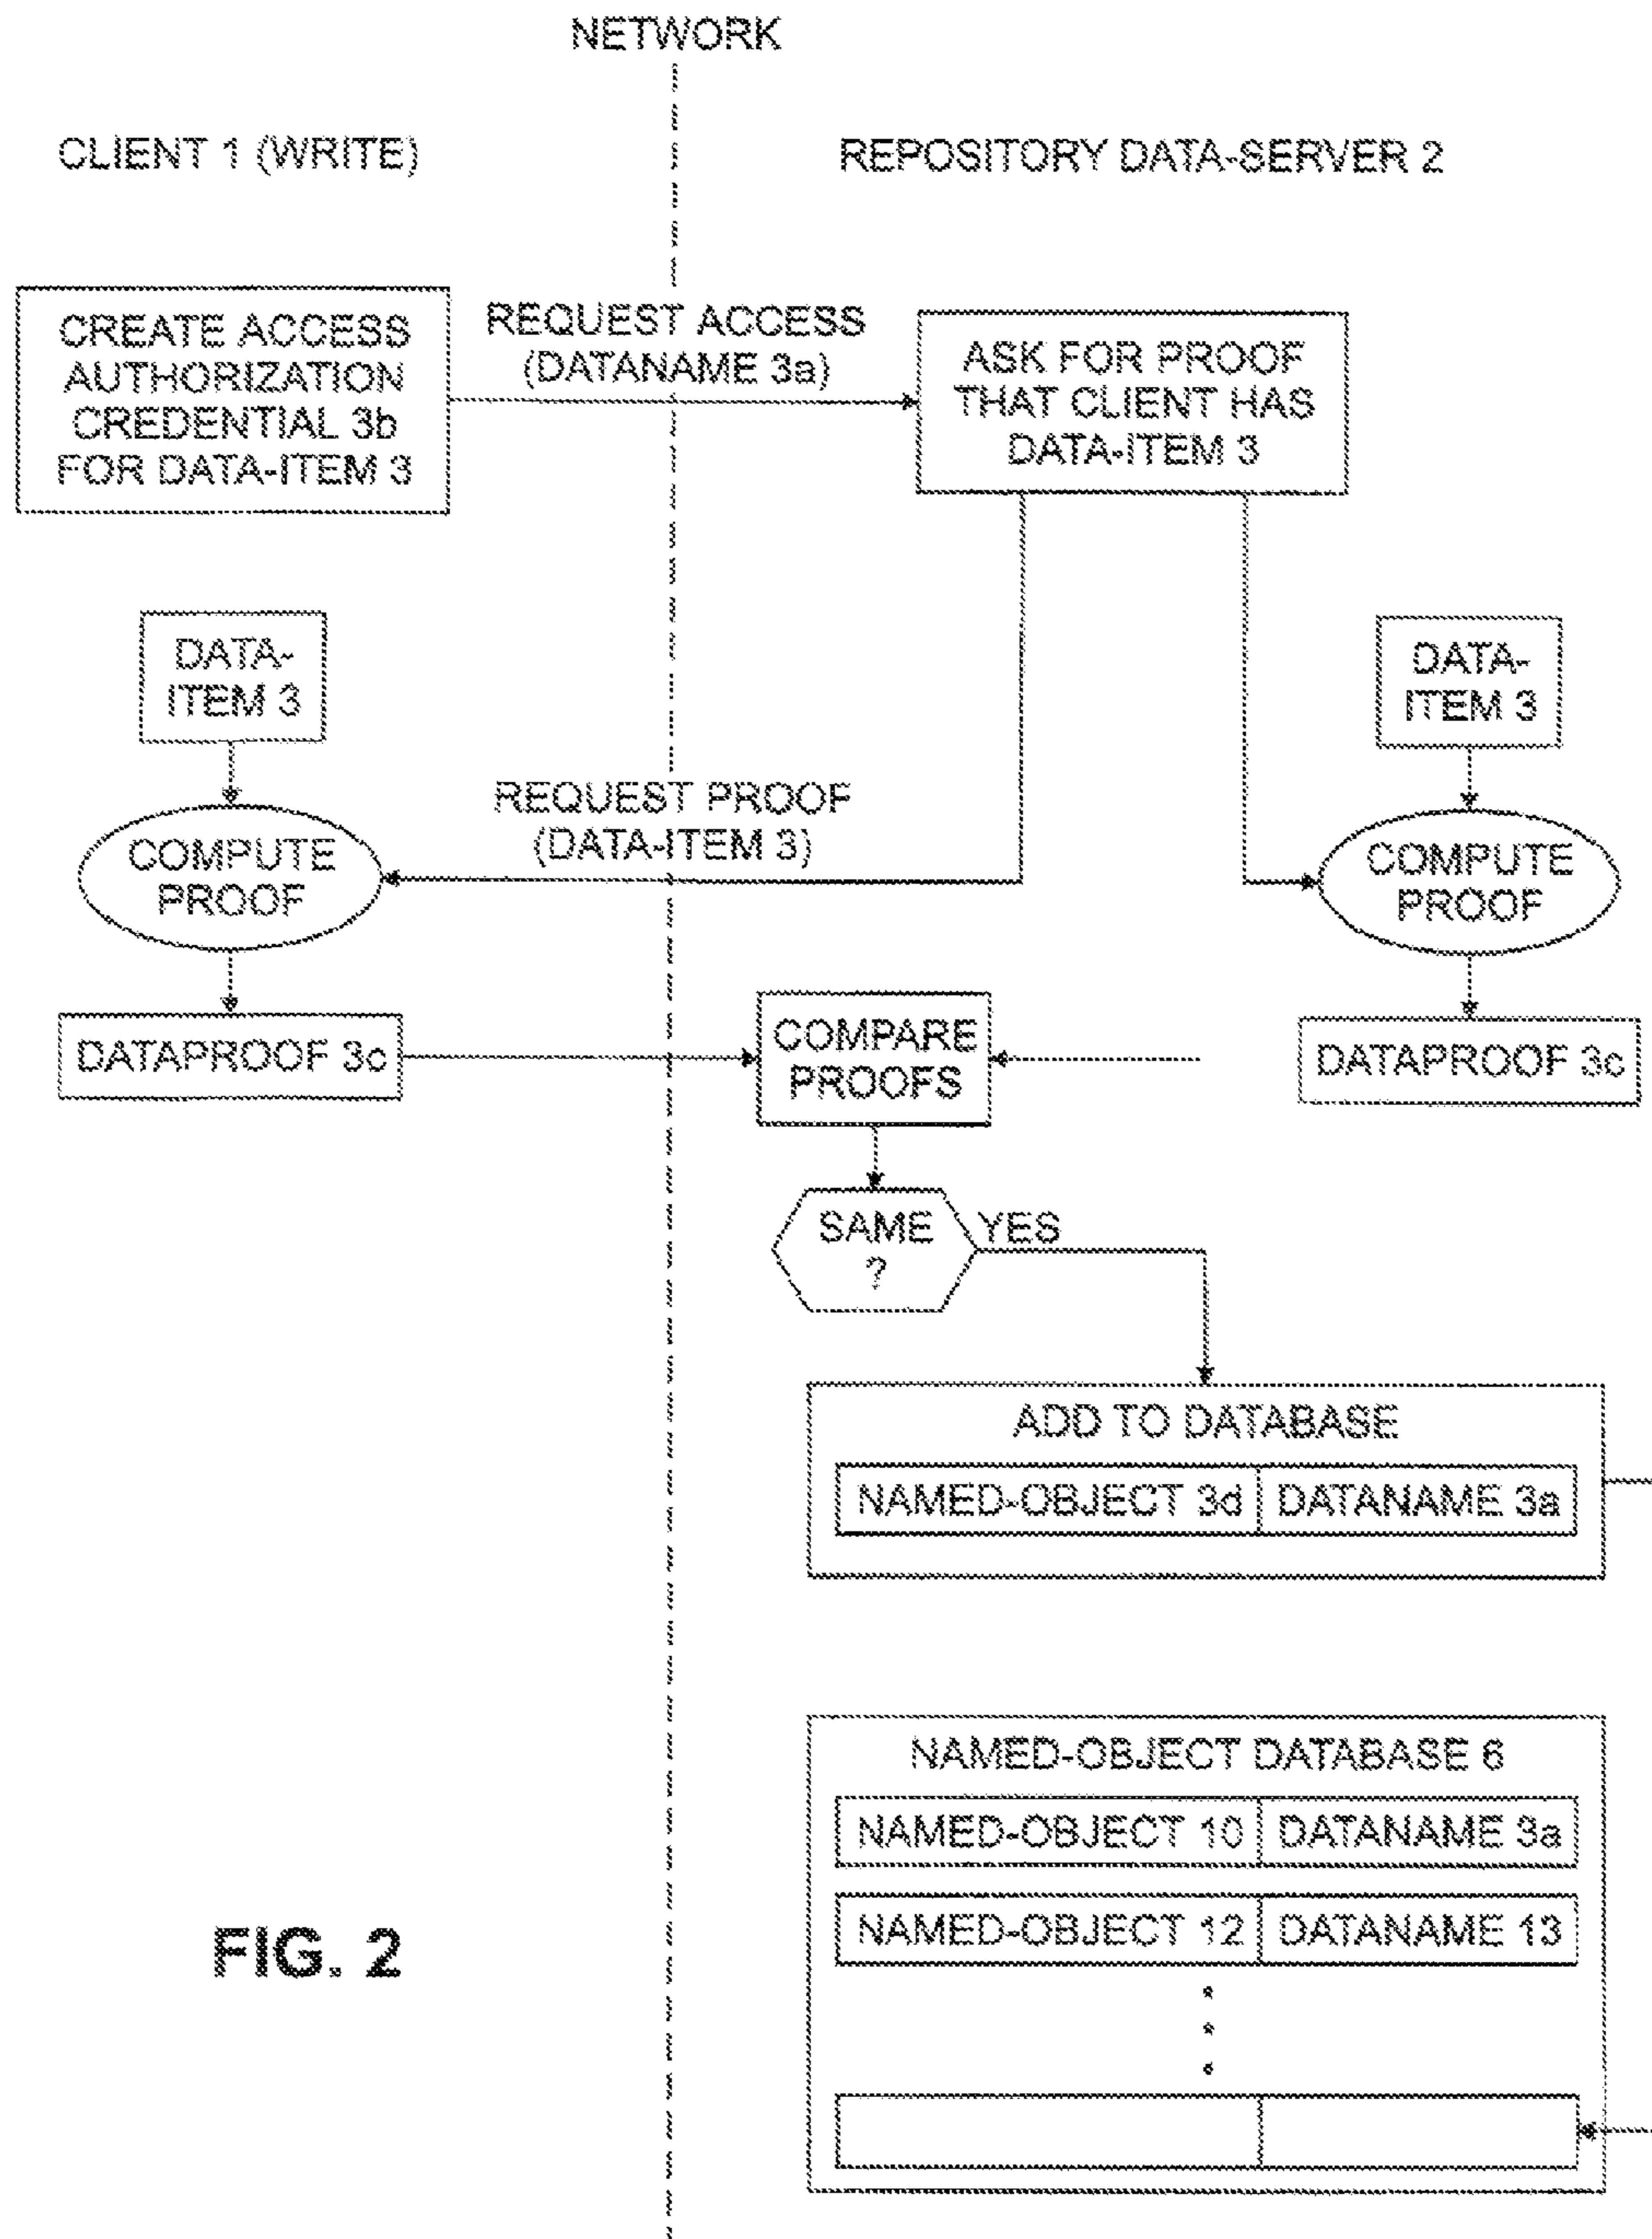 NETWORK
CLIENT 1 (WRITE)
REPOSITORY DATA-SERVER 2
CREATE ACCESS
AUTHORIZATION
CREDENTIAL 3b
FOR DATA-ITEM 3
REQUEST ACCESS
(DATANAME 3a)
ASK FOR PROOF
THAT CLIENT HAS
DATA-ITEM 3
DATA-
ITEM 3
DATA-
ITEM 3
REQUEST PROOF
(DATA-ITEM 3)
COMPUTE
PROOF
COMPUTE
PROOF
DATAPROOF 3c
COMPARE
PROOFS
DATAPROOF 3c
SAME
?
YES
ADD TO DATABASE
NAMED-OBJECT 3d
DATANAME 3a
NAMED-OBJECT DATABASE 6
NAMED-OBJECT 10
DATANAME 3a
NAMED-OBJECT 12
DATANAME 13
FIG. 2